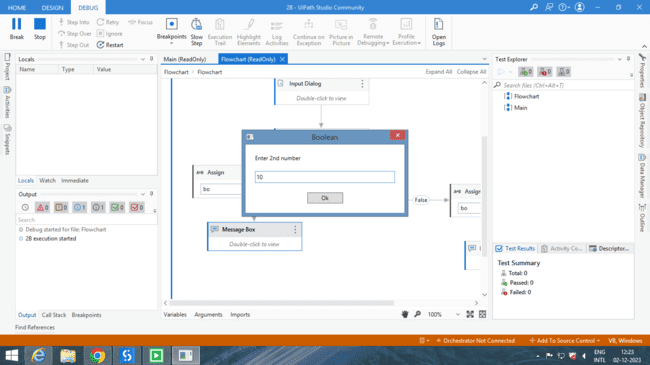 28 - UiPath Studio Community
HOME
DESIGN
DEBUG
Break
Stop
Step Into
Step Over
Step Out
Retry
Ignore
Restart
Focus
Breakpoints
Slow Step
Execution Trail
Highlight Elements
Log Activities
Continue on Exception
Picture in Picture
Remote Debugging
Profile Execution
Open Logs
Locals
Name
Type
Value
Locals
Watch
Immediate
Output
0
0
1
1
0
0
Search
Debug started for file: Flowchart
28 execution started
Output
Call Stack
Breakpoints
Find References
Project
Activities
Snippets
Main (ReadOnly)
Flowchart (ReadOnly)
Flowchart > Flowchart
Expand All
Collapse All
Input Dialog
Double-click to view
Boolean
Enter 2nd number
10
Ok
Assign
bo
False
Assign
bo
Message Box
Double-click to view
Variables
Arguments
Imports
100%
Test Explorer
0
0
0
Search files (Ctrl+Alt+T)
Flowchart
Main
Test Results
Activity Co...
Descriptor...
Test Summary
Total: 0
Passed: 0
Failed: 0
Properties
Object Repository
Data Manager
Outline
Orchestrator Not Connected
Add To Source Control
VB, Windows
ENG
INTL
12:23
02-12-2023